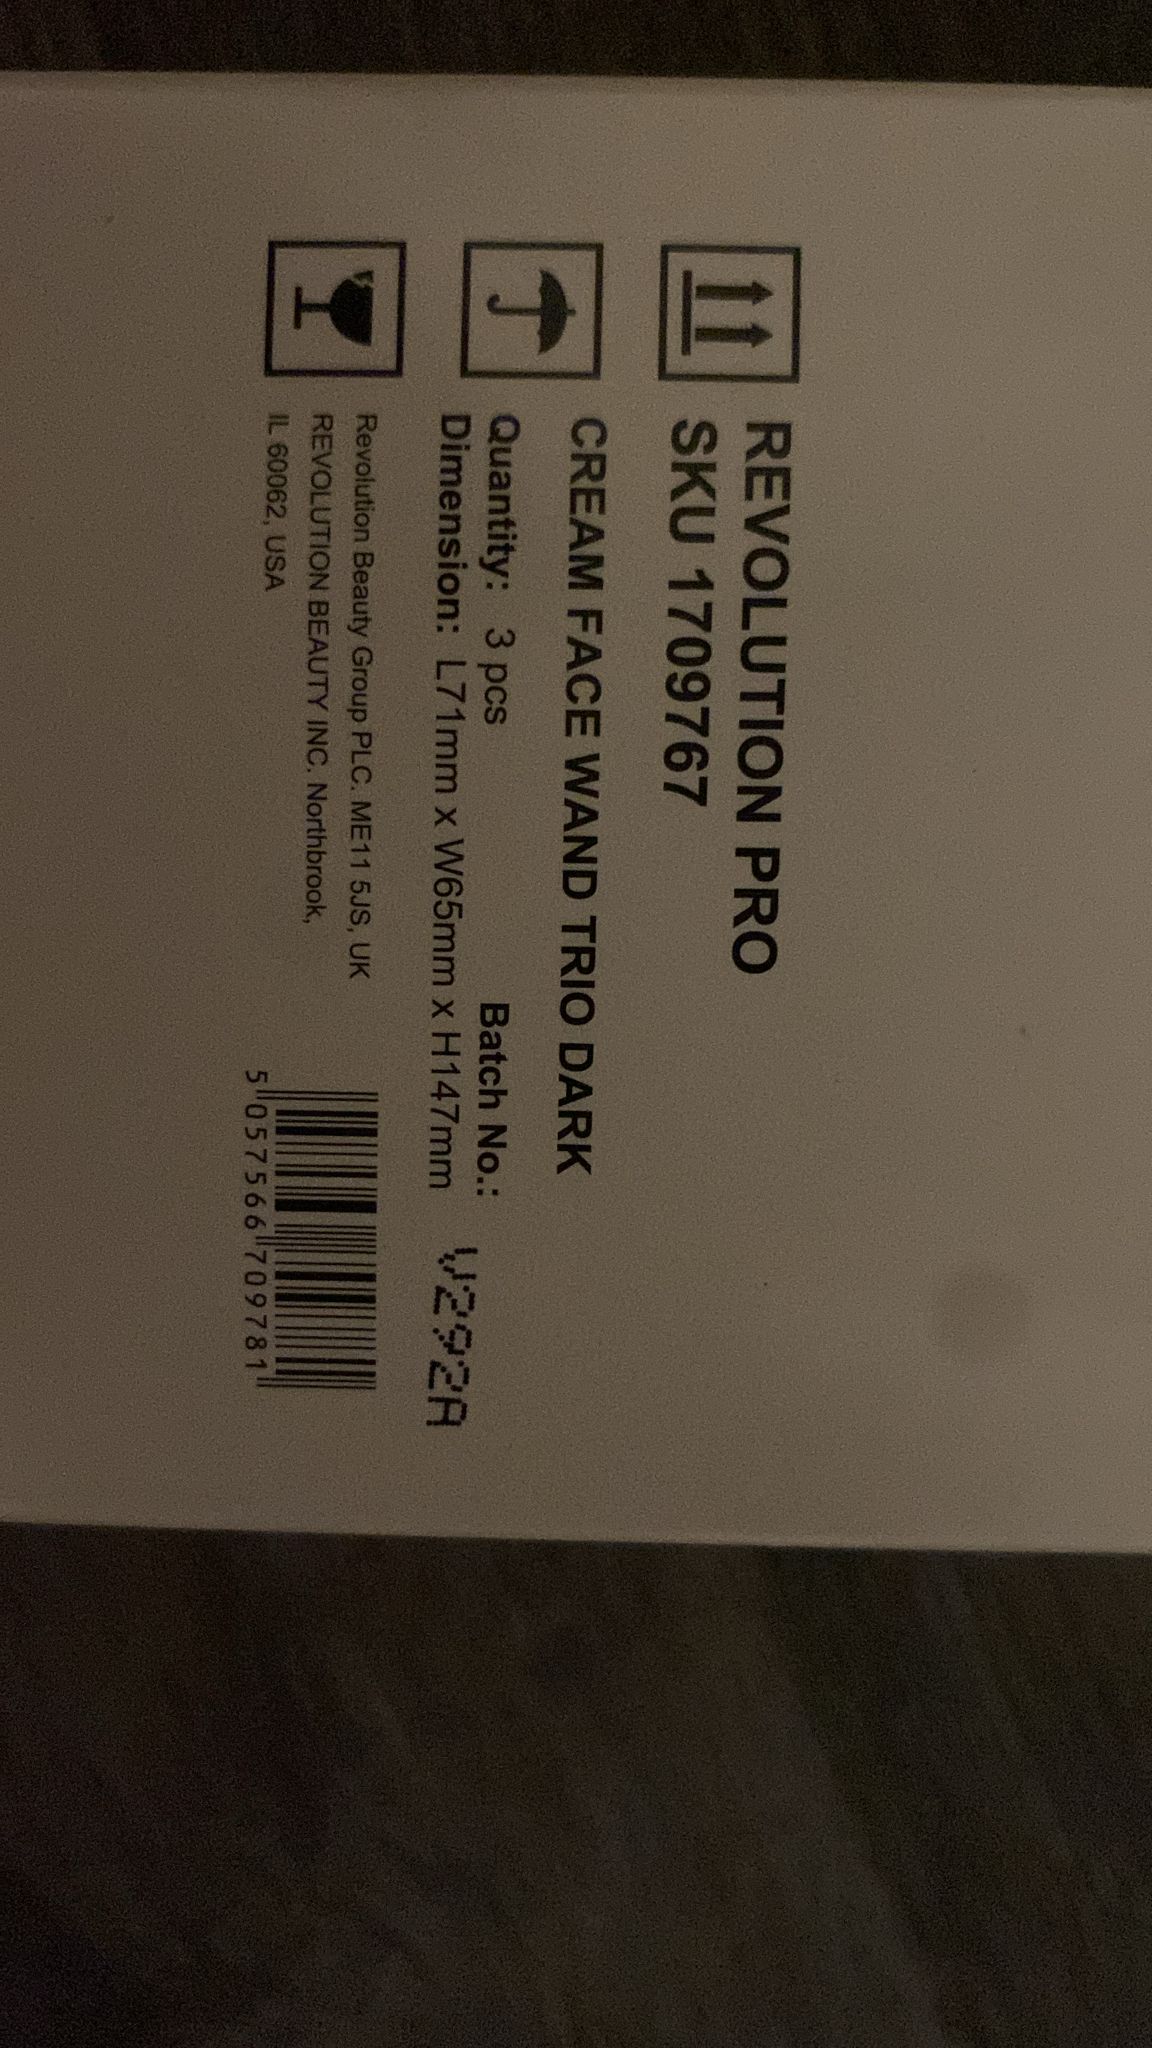 REVOLUTION PRO
SKU 1709767
CREAM FACE WAND TRIO DARK
Quantity: 3 pcs Batch No.: V292A
Dimension: L71mm x W65mm x H147mm
Revolution Beauty Group PLC. ME11 5JS, UK
REVOLUTION BEAUTY INC. Northbrook,
IL 60062, USA
5 057566 709781